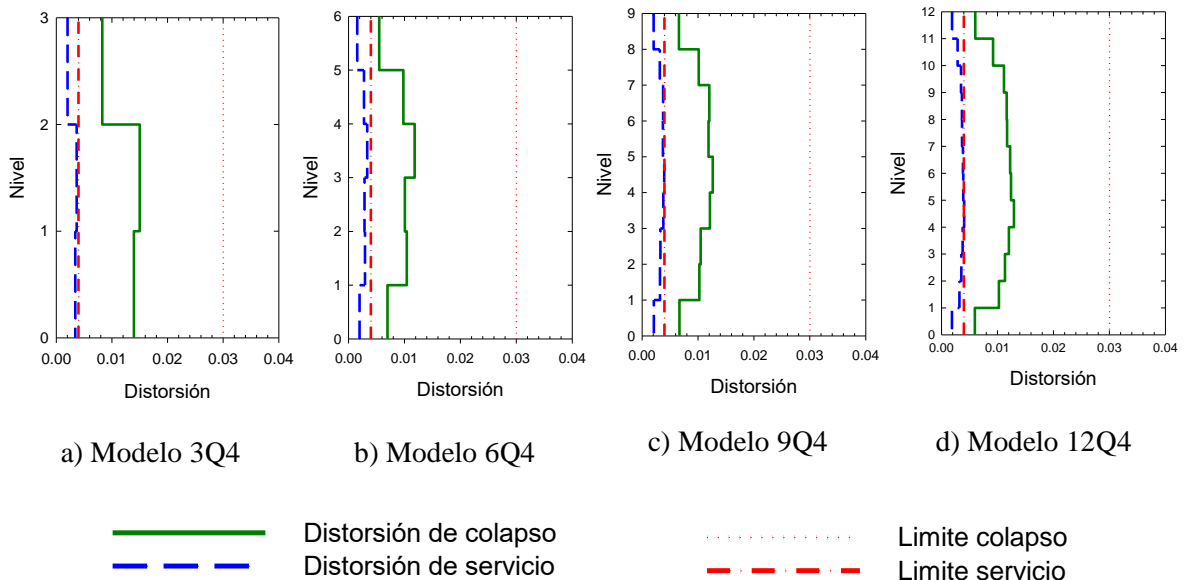 3
2
1
0
Nivel
0.00 0.01 0.02 0.03 0.04
Distorsión
a) Modelo 3Q4
6
5
4
3
2
1
0
Nivel
0.00 0.01 0.02 0.03 0.04
Distorsión
b) Modelo 6Q4
9
8
7
6
5
4
3
2
1
0
Nivel
0.00 0.01 0.02 0.03 0.04
Distorsión
c) Modelo 9Q4
12
11
10
9
8
7
6
5
4
3
2
1
0
Nivel
0.00 0.01 0.02 0.03 0.04
Distorsión
d) Modelo 12Q4
Distorsión de colapso
Distorsión de servicio
Limite colapso
Limite servicio